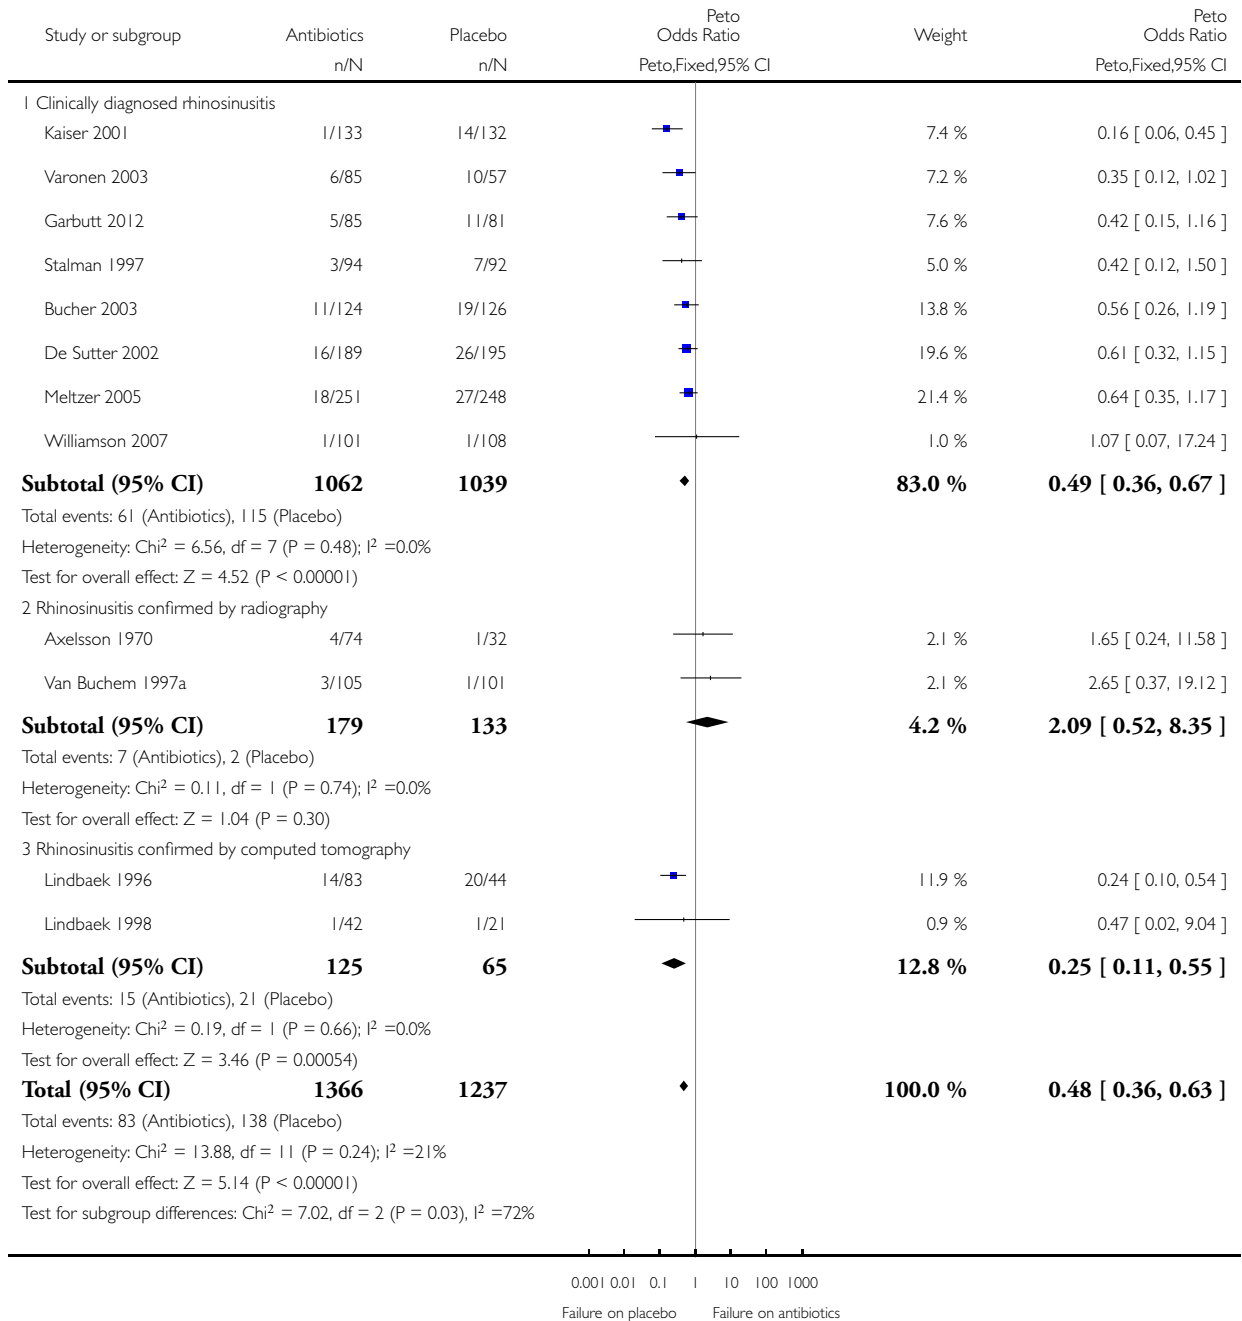 Peto Peto
Study or subgroup Antibiotics Placebo Odds Ratio Weight Odds Ratio
n/N n/N Peto,Fixed,95% CI Peto,Fixed,95% CI
1 Clinically diagnosed rhinosinusitis
Kaiser 2001 1/133 14/132 7.4 % 0.16 [ 0.06, 0.45 ]
Varonen 2003 6/85 10/57 7.2 % 0.35 [ 0.12, 1.02 ]
Garbutt 2012 5/85 11/81 7.6 % 0.42 [ 0.15, 1.16 ]
Stalman 1997 3/94 7/92 5.0 % 0.42 [ 0.12, 1.50 ]
Bucher 2003 11/124 19/126 13.8 % 0.56 [ 0.26, 1.19 ]
De Sutter 2002 16/189 26/195 19.6 % 0.61 [ 0.32, 1.15 ]
Meltzer 2005 18/251 27/248 21.4 % 0.64 [ 0.35, 1.17 ]
Williamson 2007 1/101 1/108 1.0 % 1.07 [ 0.07, 17.24 ]
Subtotal (95% CI) 1062 1039 83.0 % 0.49 [ 0.36, 0.67 ]
Total events: 61 (Antibiotics), 115 (Placebo)
Heterogeneity: Chi² = 6.56, df = 7 (P = 0.48); I² =0.0%
Test for overall effect: Z = 4.52 (P < 0.00001)
2 Rhinosinusitis confirmed by radiography
Axelsson 1970 4/74 1/32 2.1 % 1.65 [ 0.24, 11.58 ]
Van Buchem 1997a 3/105 1/101 2.1 % 2.65 [ 0.37, 19.12 ]
Subtotal (95% CI) 179 133 4.2 % 2.09 [ 0.52, 8.35 ]
Total events: 7 (Antibiotics), 2 (Placebo)
Heterogeneity: Chi² = 0.11, df = 1 (P = 0.74); I² =0.0%
Test for overall effect: Z = 1.04 (P = 0.30)
3 Rhinosinusitis confirmed by computed tomography
Lindbaek 1996 14/83 20/44 11.9 % 0.24 [ 0.10, 0.54 ]
Lindbaek 1998 1/42 1/21 0.9 % 0.47 [ 0.02, 9.04 ]
Subtotal (95% CI) 125 65 12.8 % 0.25 [ 0.11, 0.55 ]
Total events: 15 (Antibiotics), 21 (Placebo)
Heterogeneity: Chi² = 0.19, df = 1 (P = 0.66); I² =0.0%
Test for overall effect: Z = 3.46 (P = 0.00054)
Total (95% CI) 1366 1237 100.0 % 0.48 [ 0.36, 0.63 ]
Total events: 83 (Antibiotics), 138 (Placebo)
Heterogeneity: Chi² = 13.88, df = 11 (P = 0.24); I² =21%
Test for overall effect: Z = 5.14 (P < 0.00001)
Test for subgroup differences: Chi² = 7.02, df = 2 (P = 0.03), I² =72%
0.001 0.01 0.1 1 10 100 1000
Failure on placebo Failure on antibiotics